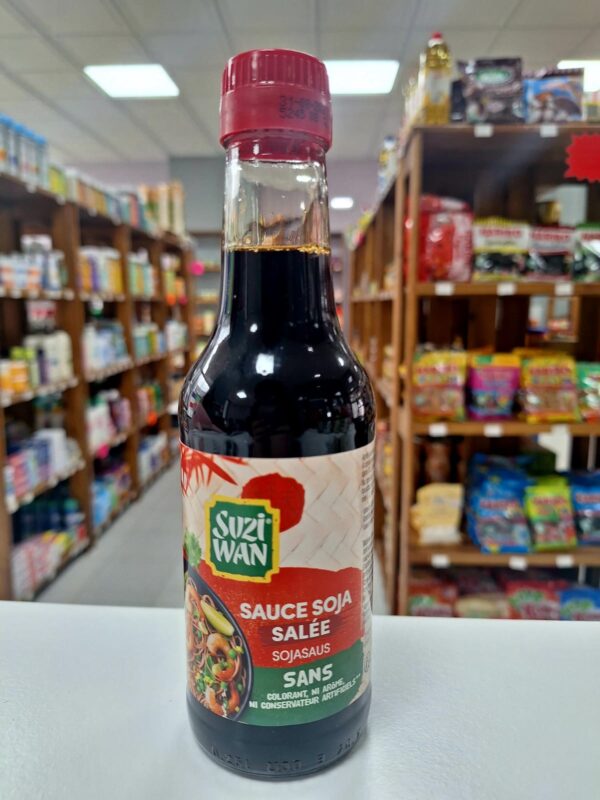 SUZI
WAN
SAUCE SOJA
SALÉE
SOJASAUS
SANS
COLORANT, NI ARÔME,
NI CONSERVATEUR ARTIFICIELS**